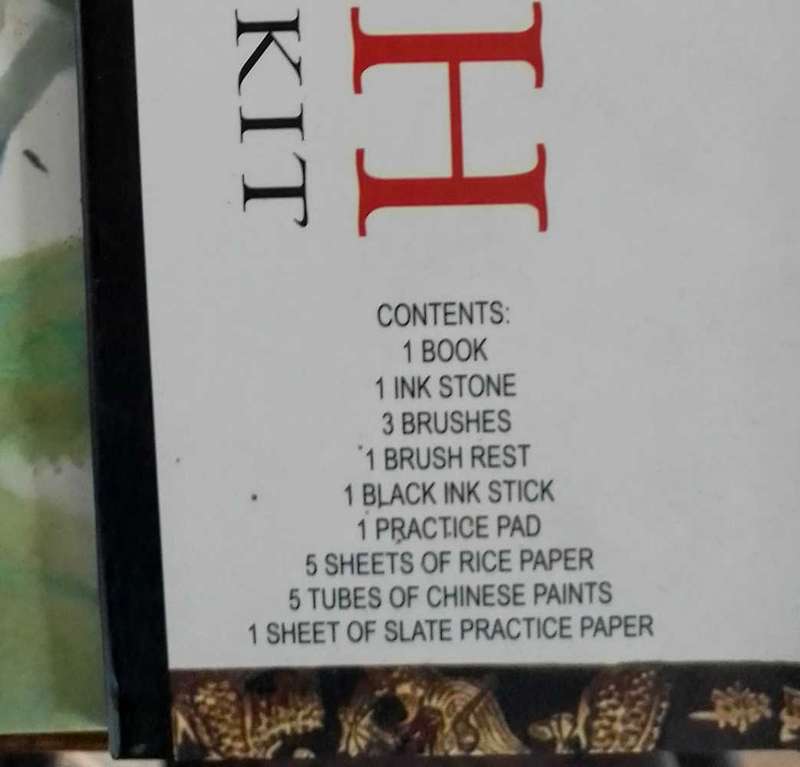 H
KIT
CONTENTS:
1 BOOK
1 INK STONE
3 BRUSHES
1 BRUSH REST
1 BLACK INK STICK
1 PRACTICE PAD
5 SHEETS OF RICE PAPER
5 TUBES OF CHINESE PAINTS
1 SHEET OF SLATE PRACTICE PAPER